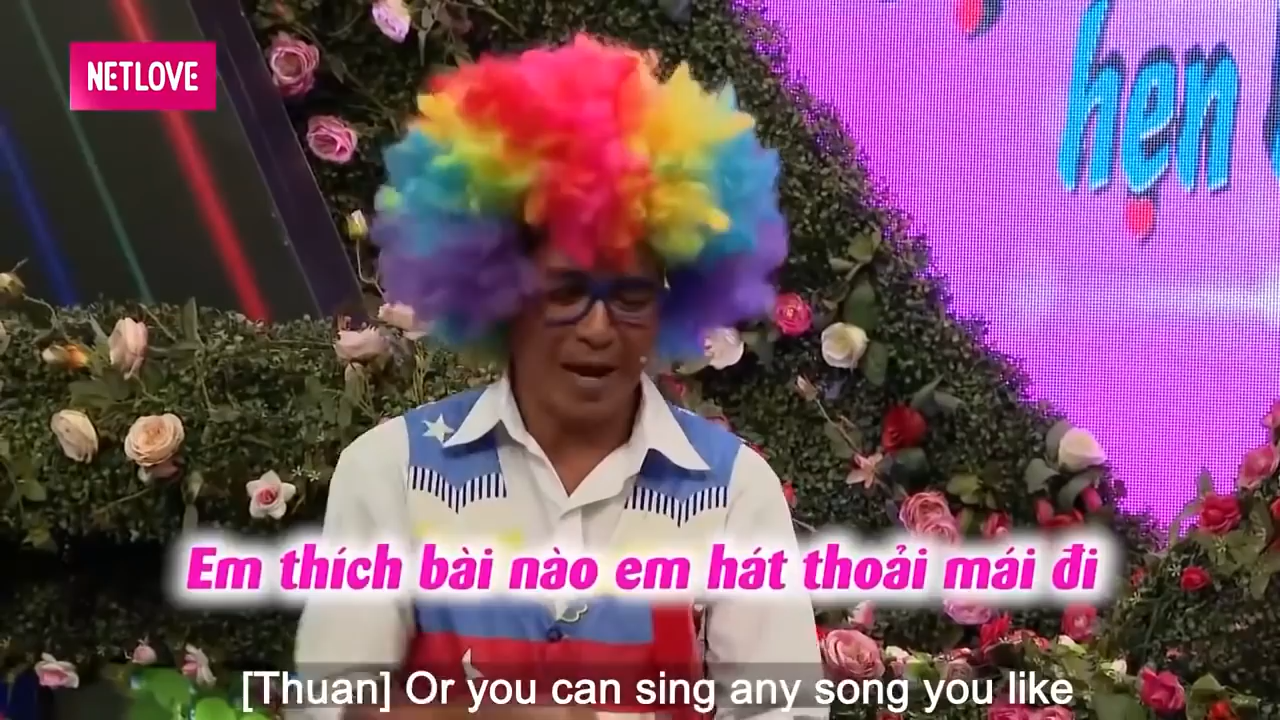 NETLOVE
hẹn
Em thích bài nào em hát thoải mái đi
[Thuan] Or you can sing any song you like